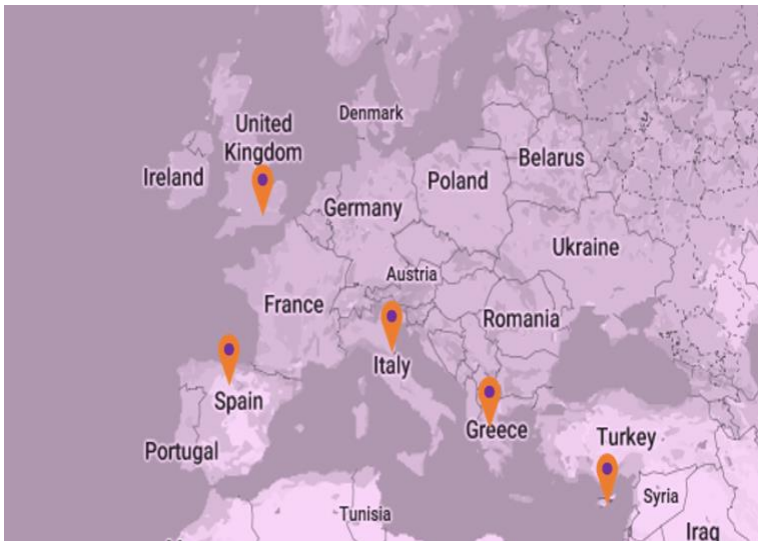 Denmark
United
Kingdom
Ireland
Belarus
Poland
Germany
Ukraine
Austria
France
Romania
Italy
Spain
Greece
Turkey
Portugal
Syria
Tunisia
Iraq